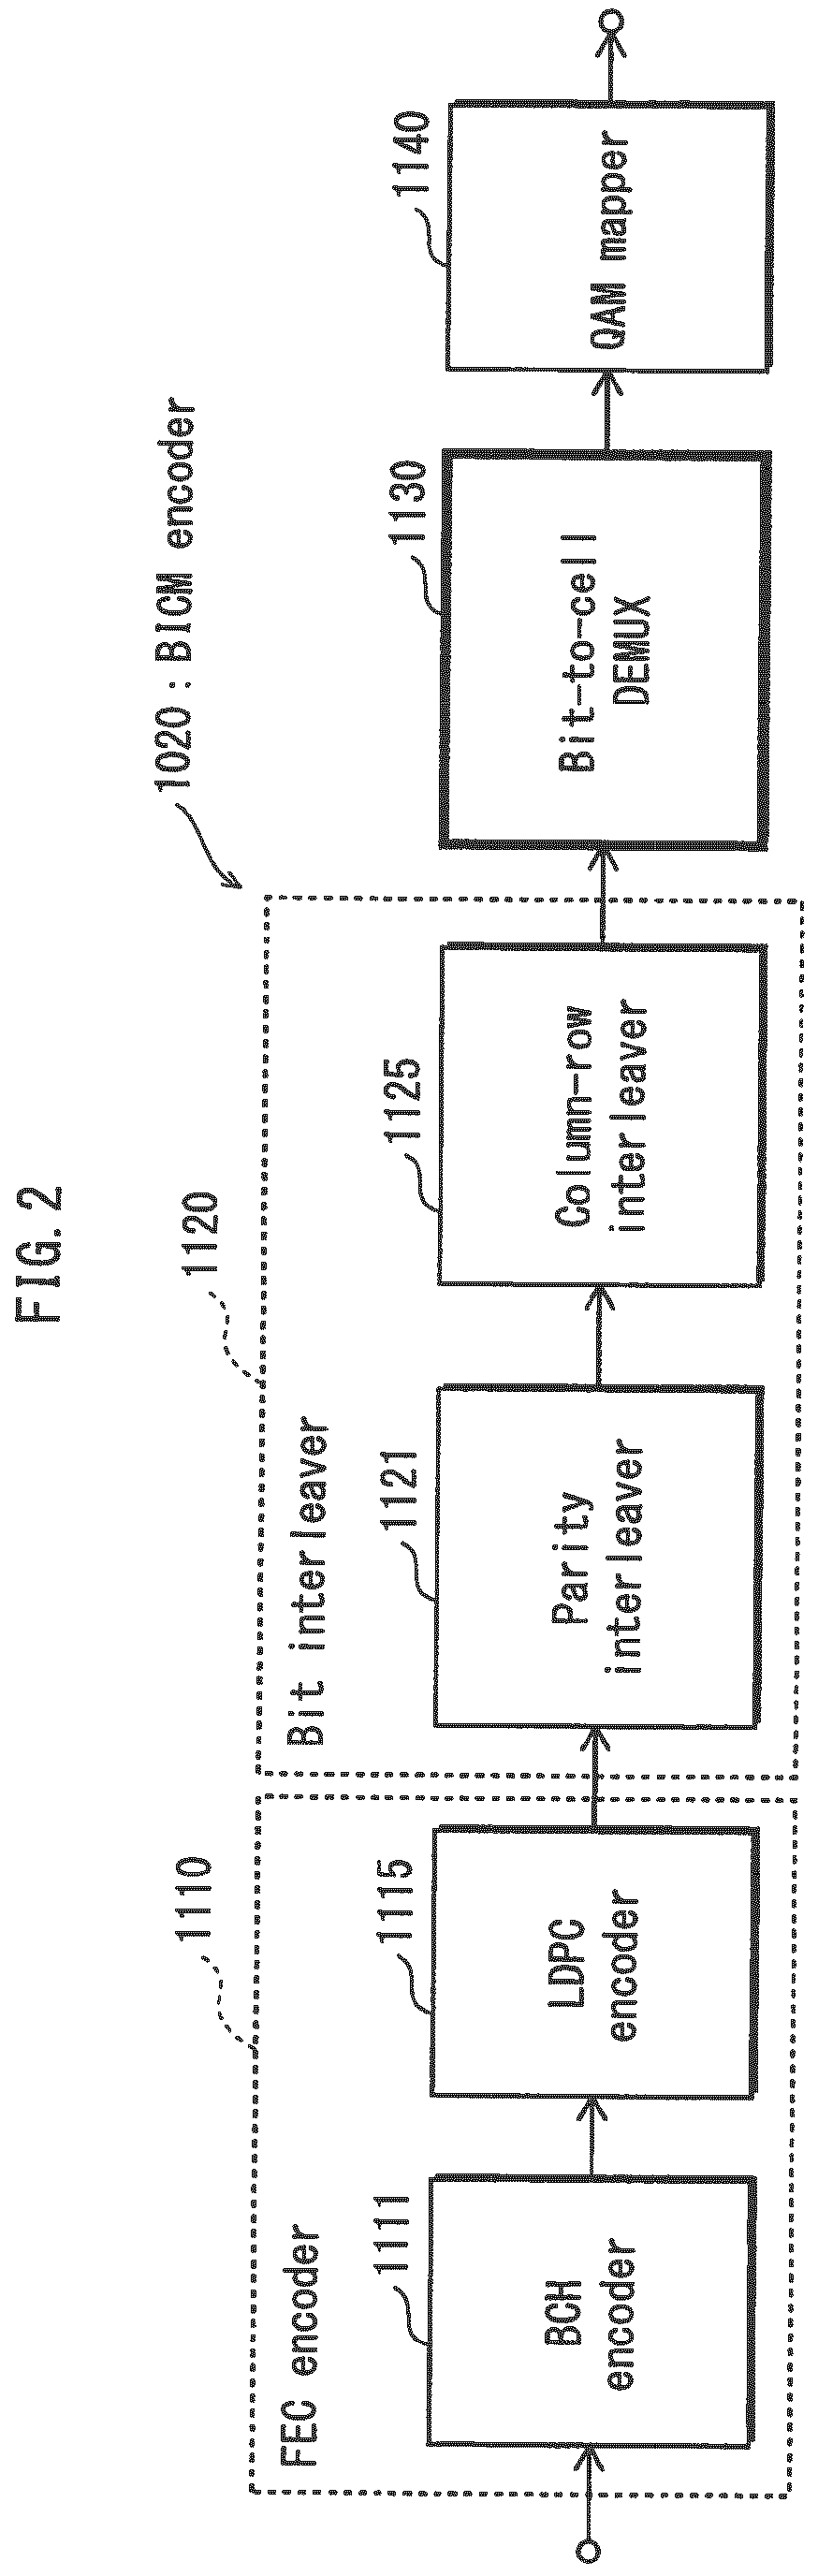 FIG. 2
1020 : BICM encoder
1110
FEC encoder
1111
BCH
encoder
1115
LDPC
encoder
1120
Bit interleaver
1121
Parity
interleaver
1125
Column-row
interleaver
1130
Bit-to-cell
DEMUX
1140
QAM mapper